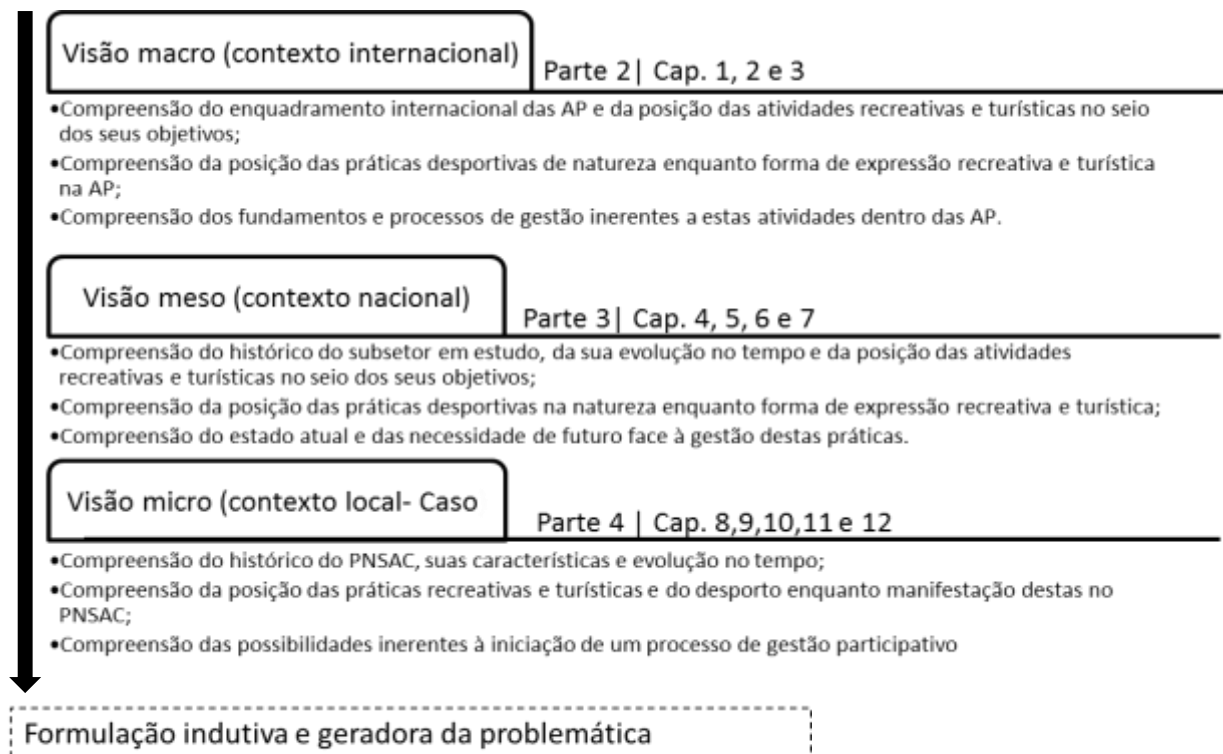 Visão macro (contexto internacional)
Parte 2| Cap. 1, 2 e 3
•Compreensão do enquadramento internacional das AP e da posição das atividades recreativas e turísticas no seio
dos seus objetivos;
•Compreensão da posição das práticas desportivas de natureza enquanto forma de expressão recreativa e turística
na AP;
•Compreensão dos fundamentos e processos de gestão inerentes a estas atividades dentro das AP.
Visão meso (contexto nacional)
Parte 3| Cap. 4, 5, 6 e 7
•Compreensão do histórico do subsetor em estudo, da sua evolução no tempo e da posição das atividades
recreativas e turísticas no seio dos seus objetivos;
•Compreensão da posição das práticas desportivas na natureza enquanto forma de expressão recreativa e turística;
•Compreensão do estado atual e das necessidade de futuro face à gestão destas práticas.
Visão micro (contexto local- Caso
Parte 4 | Cap. 8,9,10,11 e 12
•Compreensão do histórico do PNSAC, suas características e evolução no tempo;
•Compreensão da posição das práticas recreativas e turísticas e do desporto enquanto manifestação destas no
PNSAC;
•Compreensão das possibilidades inerentes à iniciação de um processo de gestão participativo
Formulação indutiva e geradora da problemática